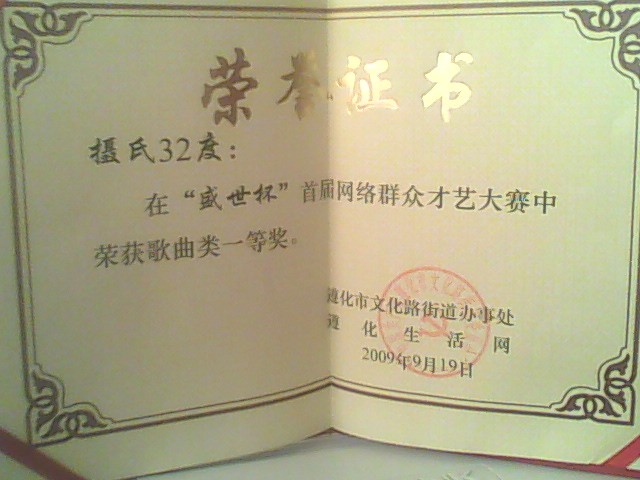 荣誉证书
摄氏32度：
在“盛世杯”首届网络群众才艺大赛中
荣获歌曲类一等奖。
遵化市文化路街道办事处
遵化生活网
2009年9月19日